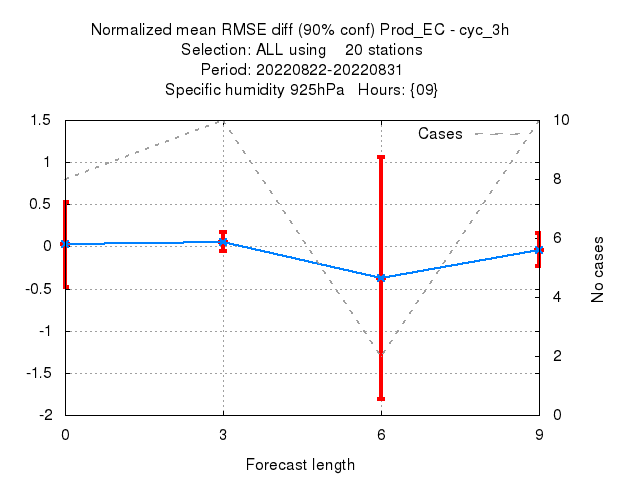 Normalized mean RMSE diff (90% conf) Prod_EC - cyc_3h
Selection: ALL using    20 stations
Period: 20220822-20220831
Specific humidity 925hPa   Hours: {09}
Cases
1.5
1
0.5
0
-0.5
-1
-1.5
-2
10
8
6
4
2
0
No cases
0
3
6
9
Forecast length